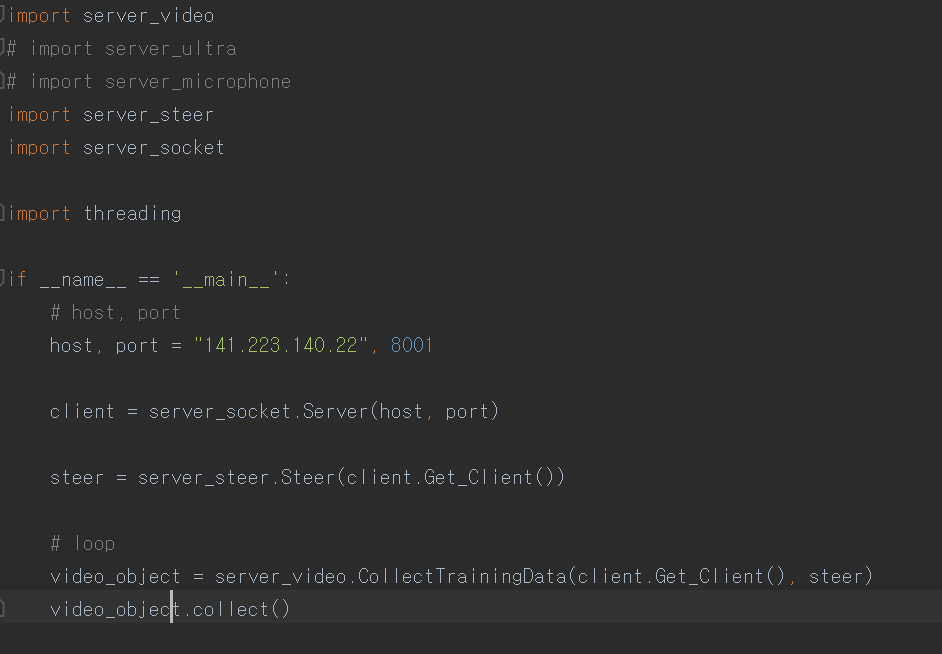 import server_video
# import server_ultra
# import server_microphone
import server_steer
import server_socket
import threading
if __name__ == '__main__':
# host, port
host, port = "141.223.140.22", 8001
client = server_socket.Server(host, port)
steer = server_steer.Steer(client.Get_Client())
# loop
video_object = server_video.CollectTrainingData(client.Get_Client(), steer)
video_object.collect()